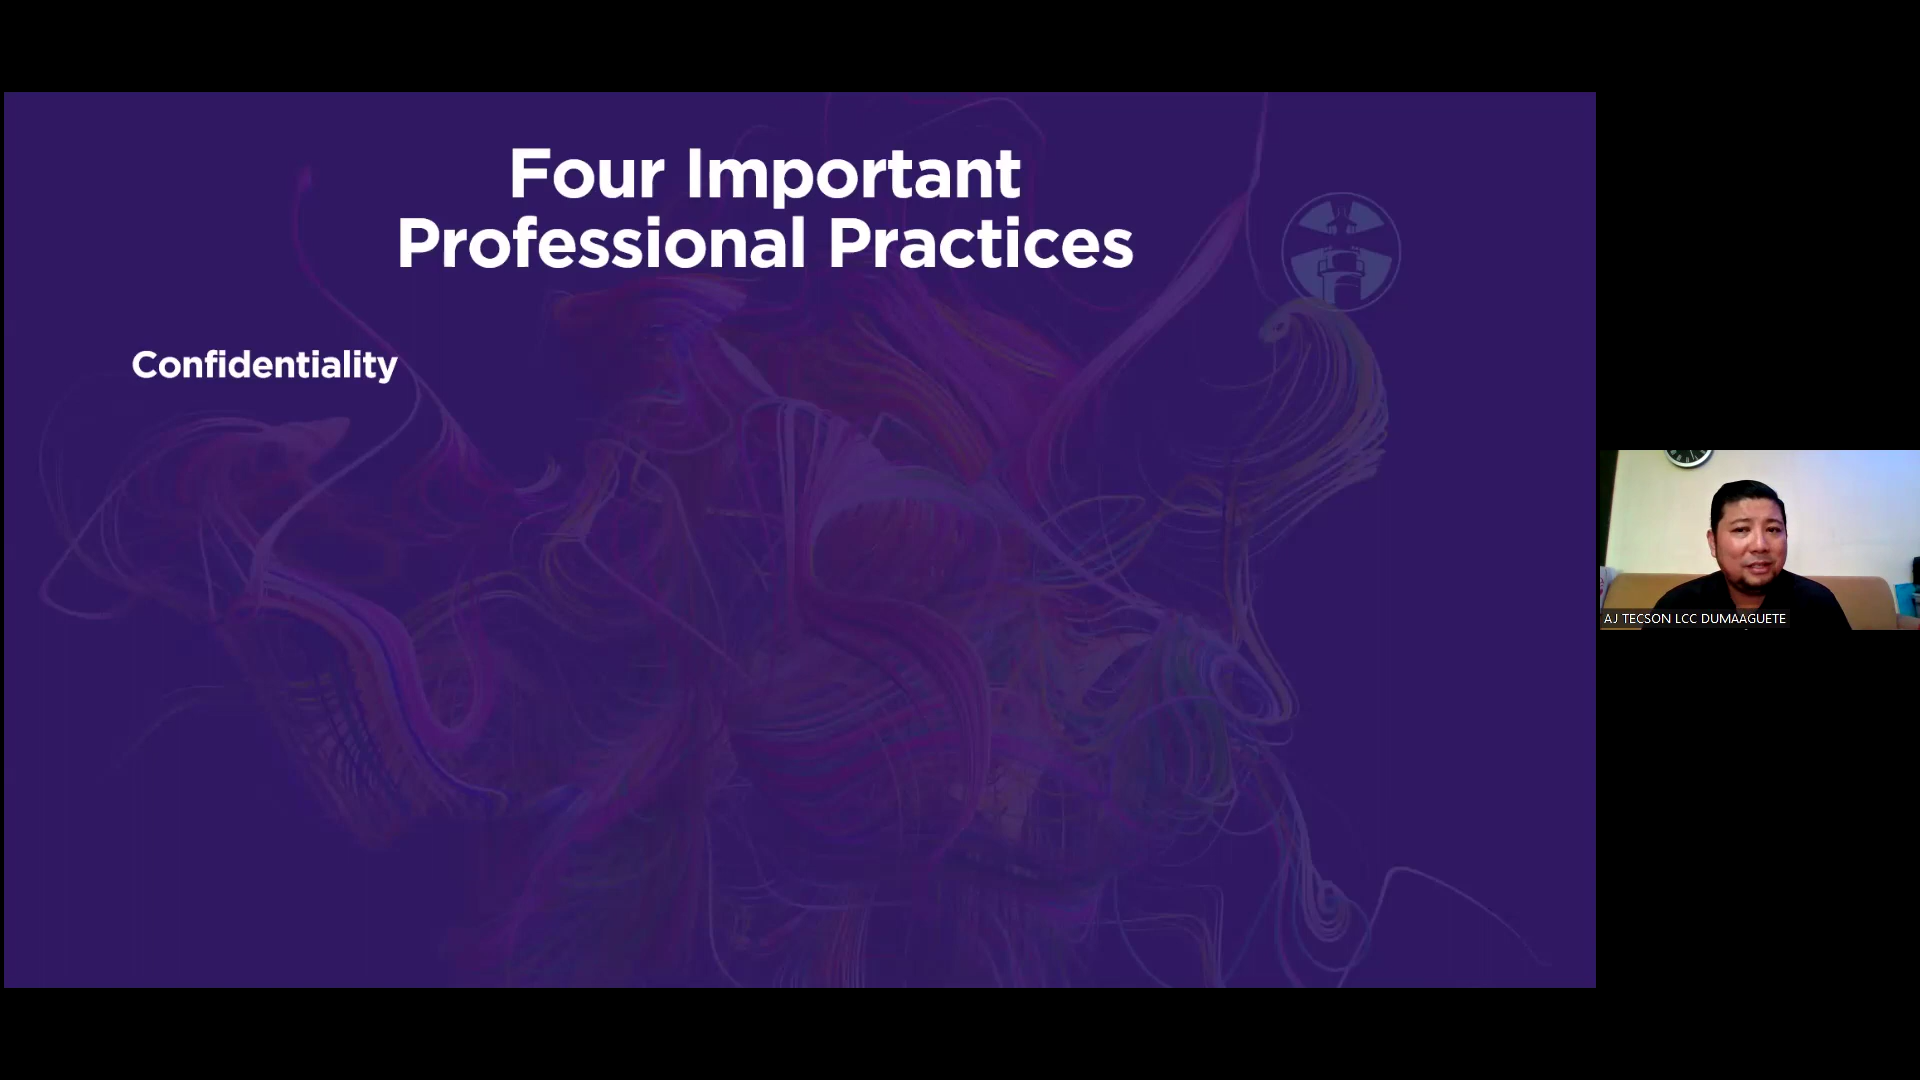 Four Important
Professional Practices
Confidentiality
AJ TECSON LCC DUMAAGUETE